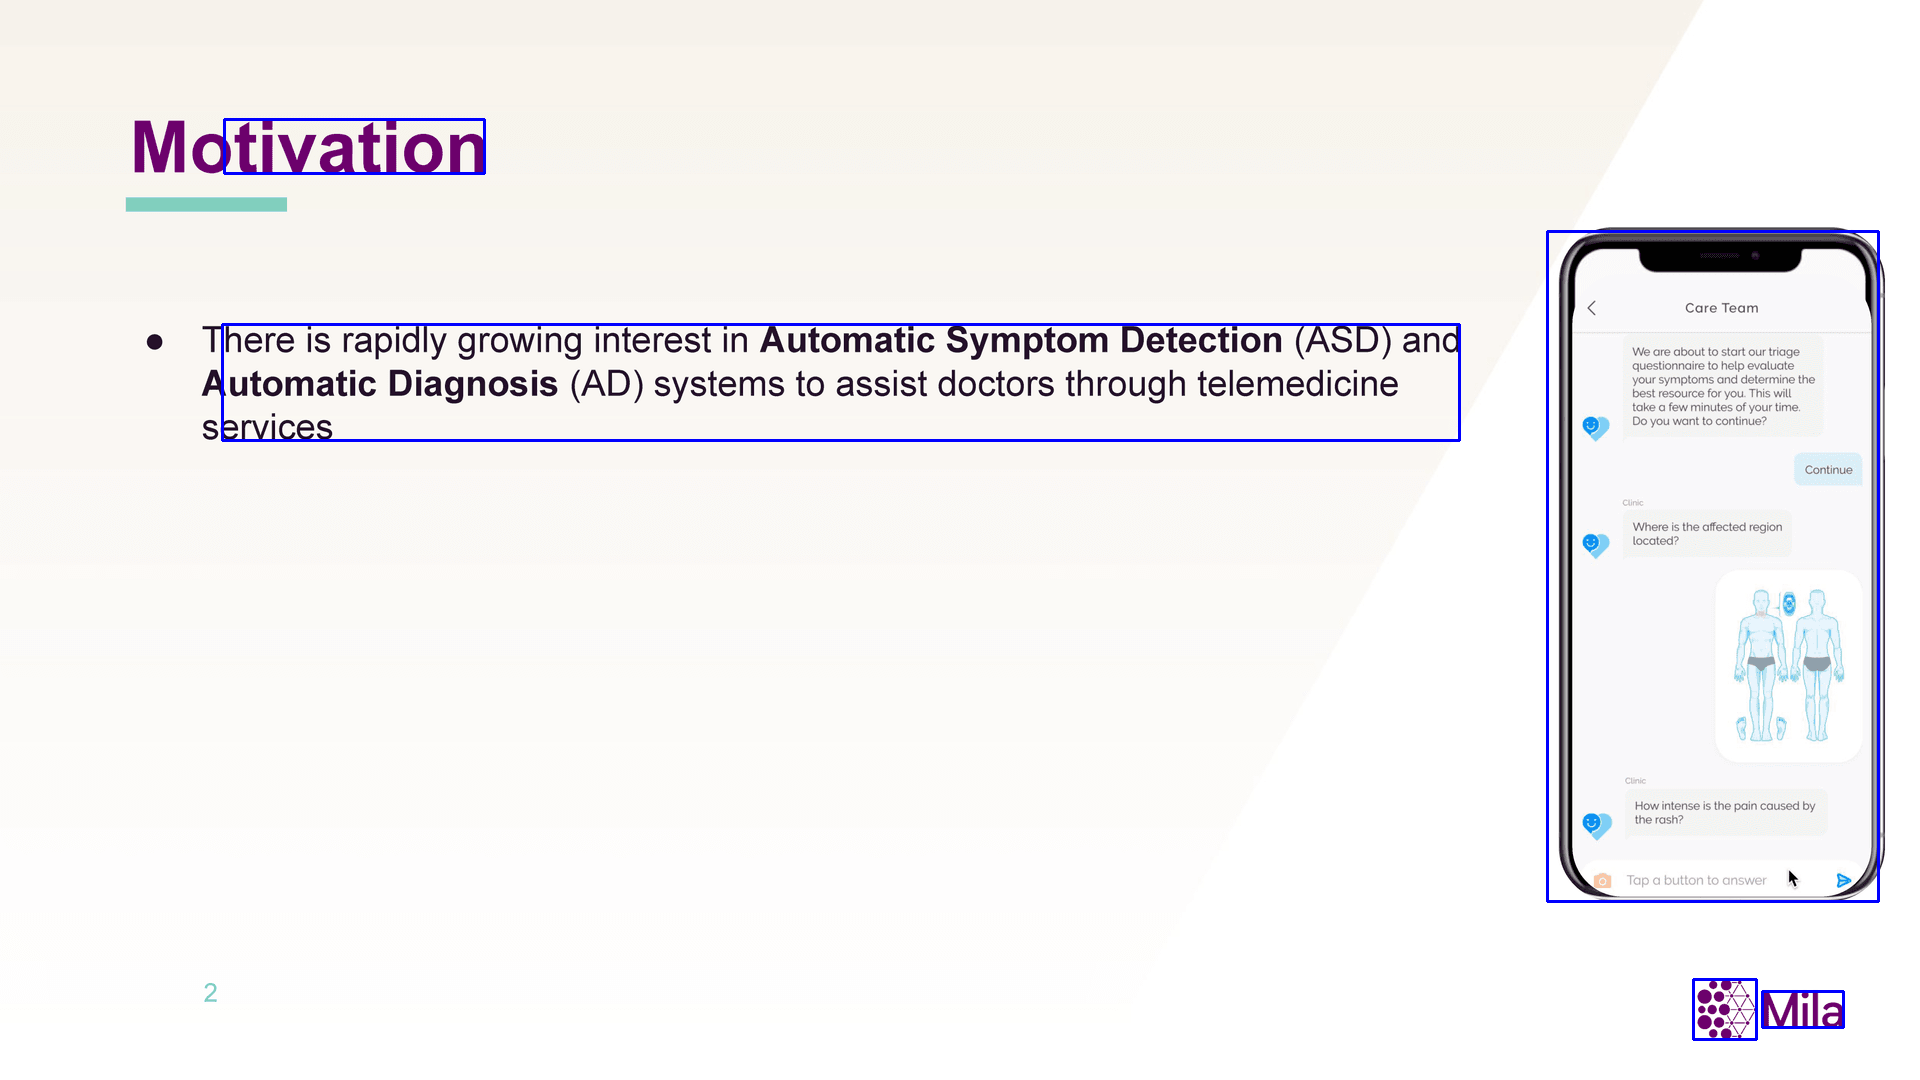 Motivation
● There is rapidly growing interest in Automatic Symptom Detection (ASD) and
Automatic Diagnosis (AD) systems to assist doctors through telemedicine
services
Care Team
We are about to start our triage
questionnaire to help evaluate
your symptoms and determine the
best resource for you. This will
take a few minutes of your time.
Do you want to continue?
Continue
Clinic
Where is the affected region
located?
Clinic
How intense is the pain caused by
the rash?
Tap a button to answer
2
Mila